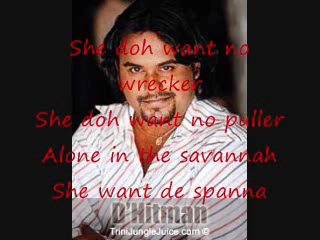 She doh want no
wrecker
She doh want no puller
Alone in the savannah
She want de spanna
D'Hitman
TriniJungleJuice.com ©